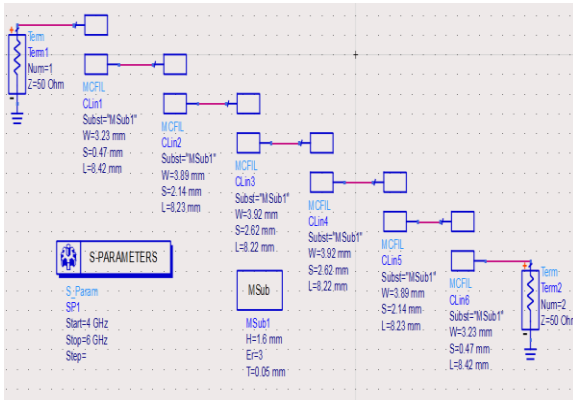 Term
Term1
Num=1
Z=50 Ohm
MCFIL
CLin1
Subst="MSub1"
W=3.23 mm
S=0.47 mm
L=8.42 mm
MCFIL
CLin2
Subst="MSub1"
W=3.89 mm
S=2.14 mm
L=8.23 mm
MCFIL
CLin3
Subst="MSub1"
W=3.92 mm
S=2.62 mm
L=8.22 mm
MCFIL
CLin4
Subst="MSub1"
W=3.92 mm
S=2.62 mm
L=8.22 mm
MCFIL
CLin5
Subst="MSub1"
W=3.89 mm
S=2.14 mm
L=8.23 mm
MCFIL
CLin6
Subst="MSub1"
W=3.23 mm
S=0.47 mm
L=8.42 mm
Term
Term2
Num=2
Z=50 Ohm
S-PARAMETERS
S_Param
SP1
Start=4 GHz
Stop=6 GHz
Step=
MSub
MSub1
H=1.6 mm
Er=3
T=0.05 mm